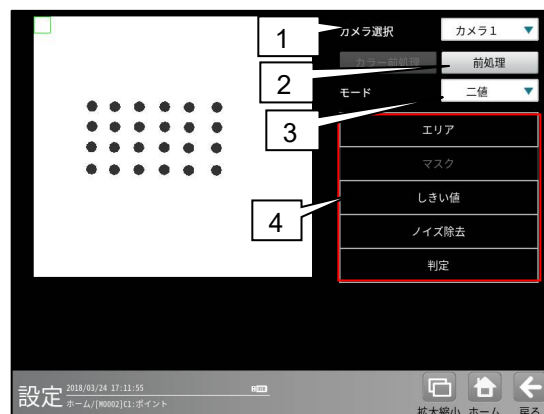 1
カメラ選択
カメラ１
カラー前処理
2
前処理
モード
二値
3
エリア
マスク
4
しきい値
ノイズ除去
判定
設定
2018/03/24 17:11:55
ホーム/[M0002]C1:ポイント
拡大縮小
ホーム
戻る